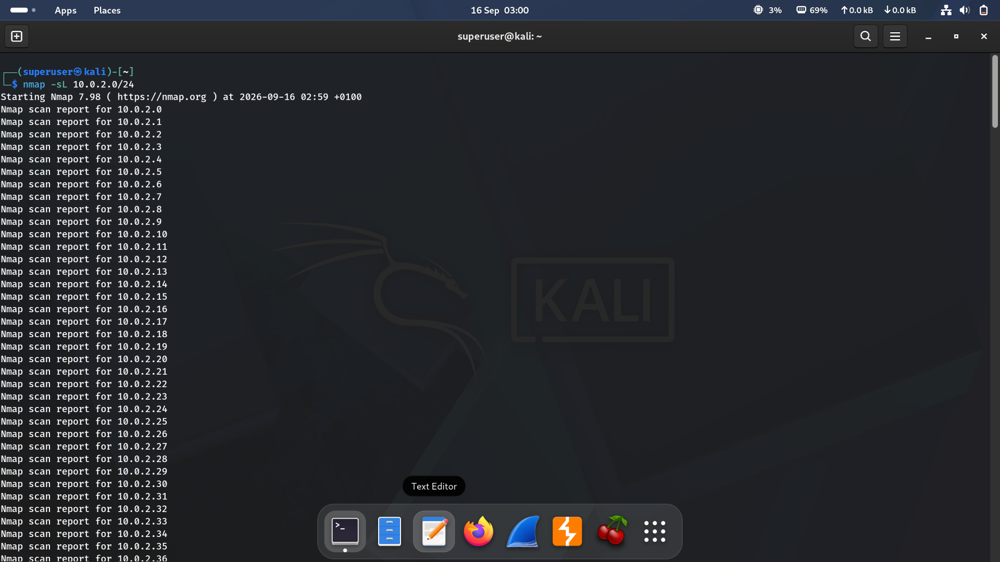 Apps Places 16 Sep 03:00 3% 69% ↑0.0 kB ↓0.0 kB
superuser@kali: ~
┌──(superuser㉿kali)-[~]
└─$ nmap -sL 10.0.2.0/24
Starting Nmap 7.98 ( https://nmap.org ) at 2026-09-16 02:59 +0100
Nmap scan report for 10.0.2.0
Nmap scan report for 10.0.2.1
Nmap scan report for 10.0.2.2
Nmap scan report for 10.0.2.3
Nmap scan report for 10.0.2.4
Nmap scan report for 10.0.2.5
Nmap scan report for 10.0.2.6
Nmap scan report for 10.0.2.7
Nmap scan report for 10.0.2.8
Nmap scan report for 10.0.2.9
Nmap scan report for 10.0.2.10
Nmap scan report for 10.0.2.11
Nmap scan report for 10.0.2.12
Nmap scan report for 10.0.2.13
Nmap scan report for 10.0.2.14
Nmap scan report for 10.0.2.15
Nmap scan report for 10.0.2.16
Nmap scan report for 10.0.2.17
Nmap scan report for 10.0.2.18
Nmap scan report for 10.0.2.19
Nmap scan report for 10.0.2.20
Nmap scan report for 10.0.2.21
Nmap scan report for 10.0.2.22
Nmap scan report for 10.0.2.23
Nmap scan report for 10.0.2.24
Nmap scan report for 10.0.2.25
Nmap scan report for 10.0.2.26
Nmap scan report for 10.0.2.27
Nmap scan report for 10.0.2.28
Nmap scan report for 10.0.2.29
Nmap scan report for 10.0.2.30
Nmap scan report for 10.0.2.31
Nmap scan report for 10.0.2.32
Nmap scan report for 10.0.2.33
Nmap scan report for 10.0.2.34
Nmap scan report for 10.0.2.35
Nmap scan report for 10.0.2.36
KALI
Text Editor
>_